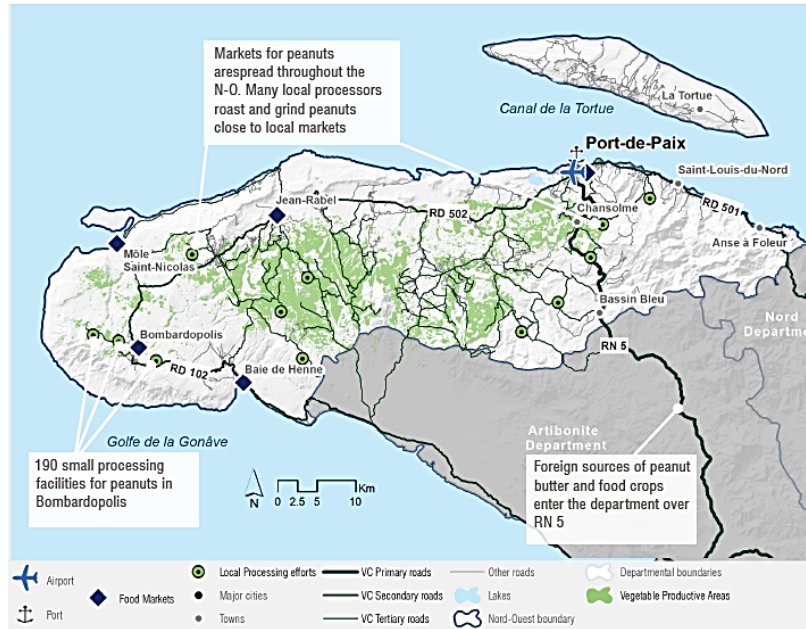 Markets for peanuts
arespread throughout the
N-O. Many local processors
roast and grind peanuts
close to local markets
La Tortue
Canal de la Tortue
Port-de-Paix
Saint-Louis-du-Nord
Jean-Rabel
RD 502
Chansolme
RD 501
Anse à Foleur
Môle
Saint-Nicolas
Bassin Bleu
Nord
Departme
Bombardopolis
RN 5
RD 102
Baie de Henne
Artibonite
Department
Golfe de la Gonâve
190 small processing
facilities for peanuts in
Bombardopolis
Foreign sources of peanut
butter and food crops
enter the department over
RN 5
N
Km
0 2.5 5 10
Airport
Port
Food Markets
Local Processing efforts
Major cities
Towns
VC Primary roads
VC Secondary roads
VC Tertiary roads
Other roads
Lakes
Nord-Ouest boundary
Departmental boundaries
Vegetable Productive Areas